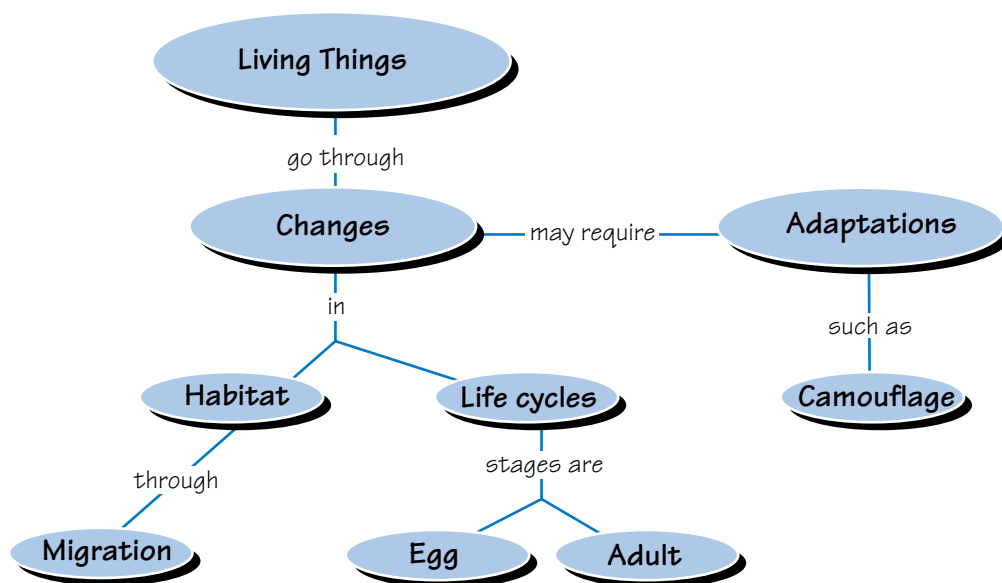 Living Things
go through
Changes
may require
Adaptations
in
such as
Habitat
Life cycles
Camouflage
through
stages are
Migration
Egg
Adult